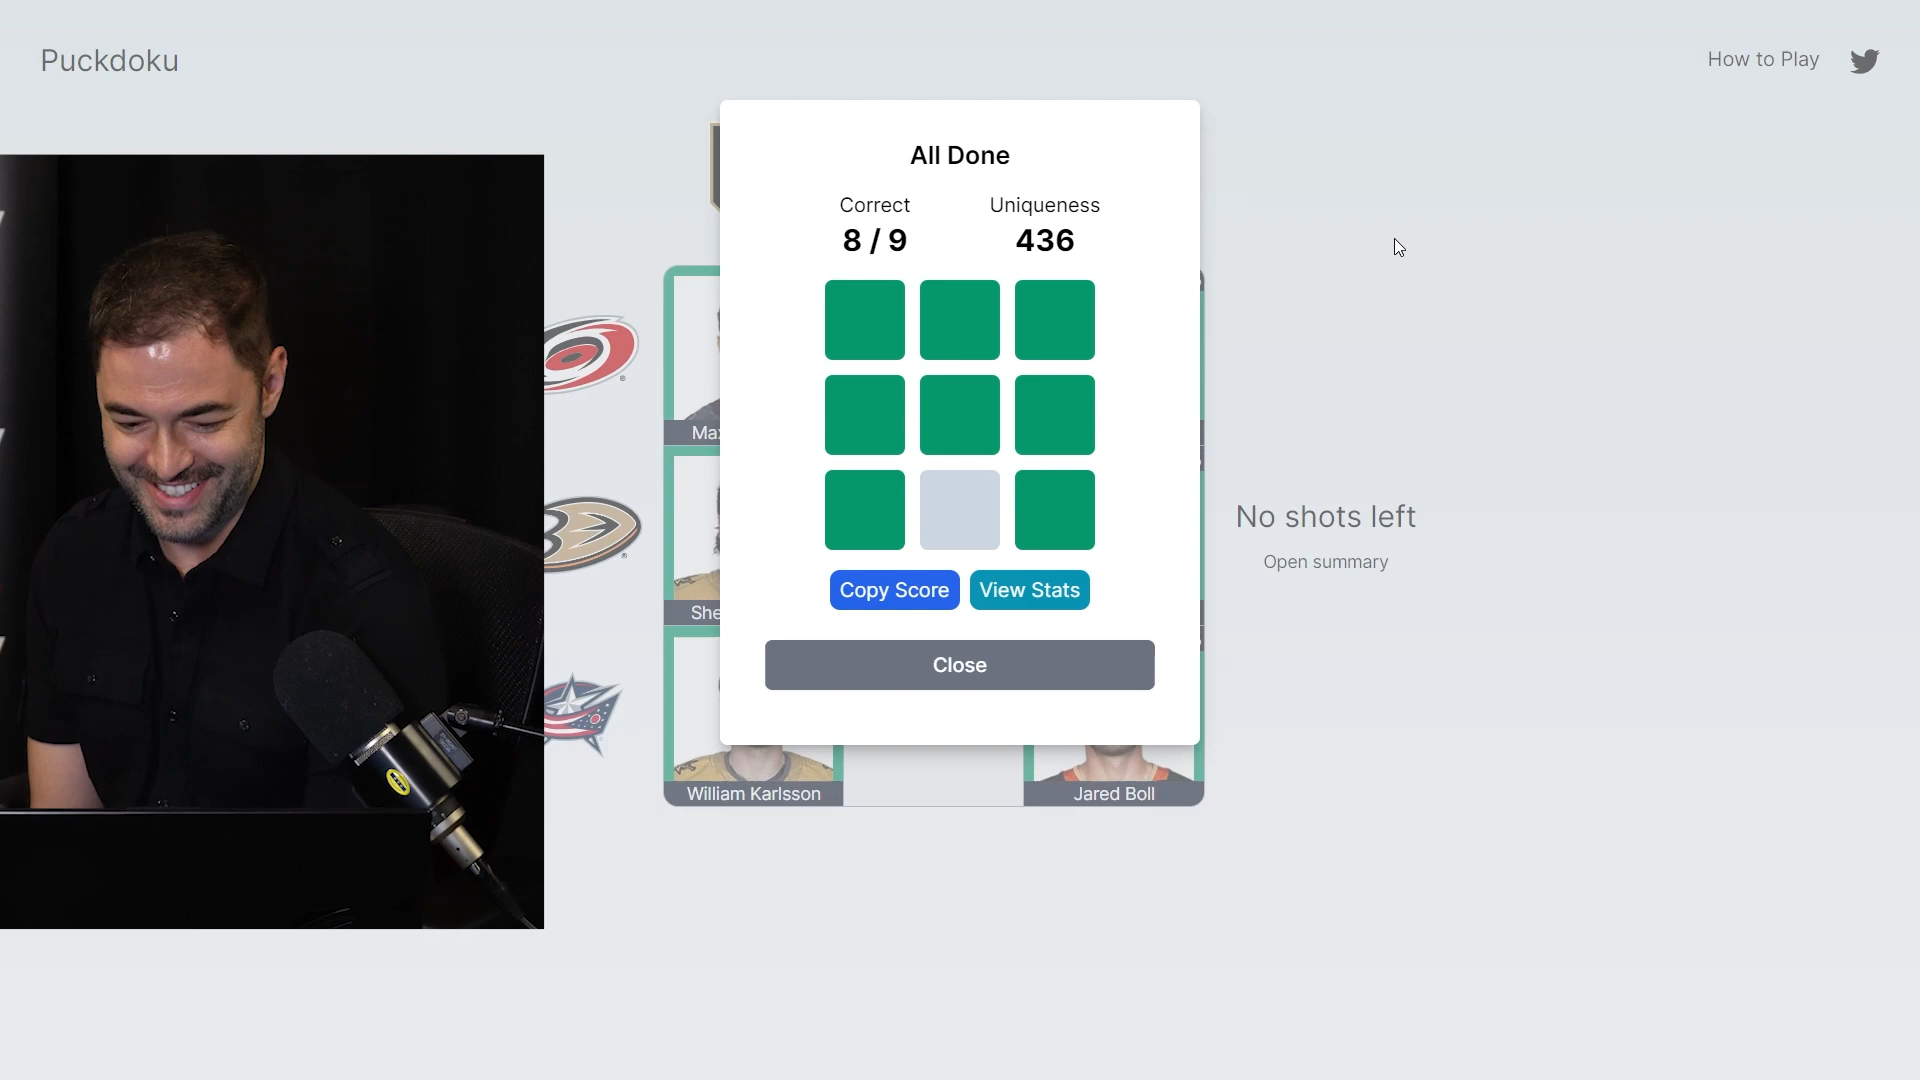 Puckdoku
How to Play
All Done
Correct
Uniqueness
8 / 9
436
Max
She
No shots left
Open summary
Copy Score
View Stats
Close
William Karlsson
Jared Boll